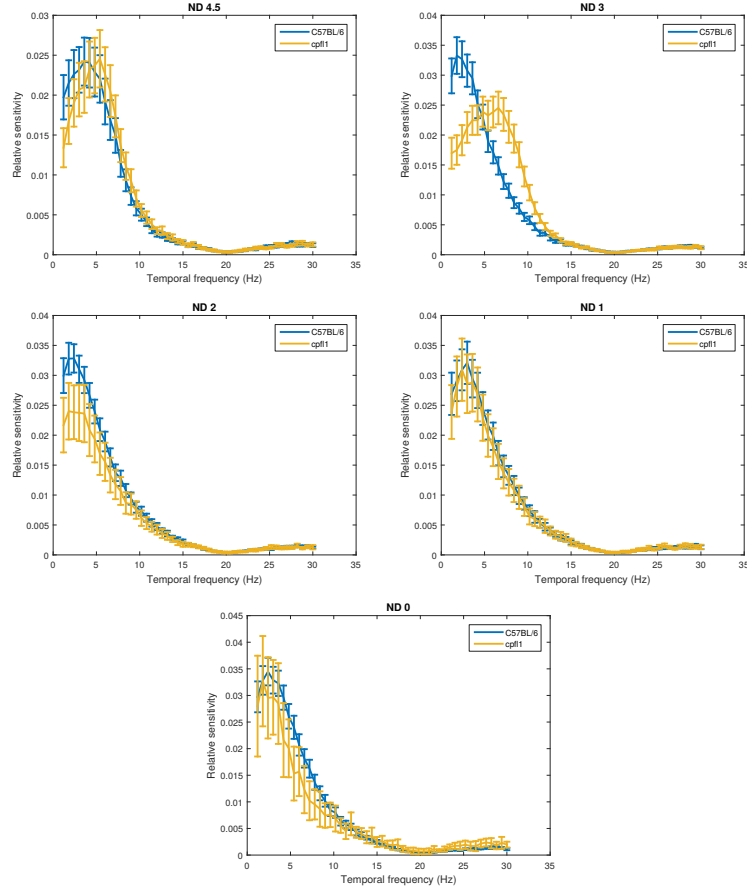 ND 4.5
0.03
0.025
0.02
0.015
0.01
0.005
0
Relative sensitivity
C57BL/6
cpfl1
0 5 10 15 20 25 30 35
Temporal frequency (Hz)
ND 3
0.04
0.035
0.03
0.025
0.02
0.015
0.01
0.005
0
Relative sensitivity
C57BL/6
cpfl1
0 5 10 15 20 25 30 35
Temporal frequency (Hz)
ND 2
0.04
0.035
0.03
0.025
0.02
0.015
0.01
0.005
0
Relative sensitivity
C57BL/6
cpfl1
0 5 10 15 20 25 30 35
Temporal frequency (Hz)
ND 1
0.04
0.035
0.03
0.025
0.02
0.015
0.01
0.005
0
Relative sensitivity
C57BL/6
cpfl1
0 5 10 15 20 25 30 35
Temporal frequency (Hz)
ND 0
0.045
0.04
0.035
0.03
0.025
0.02
0.015
0.01
0.005
0
Relative sensitivity
C57BL/6
cpfl1
0 5 10 15 20 25 30 35
Temporal frequency (Hz)